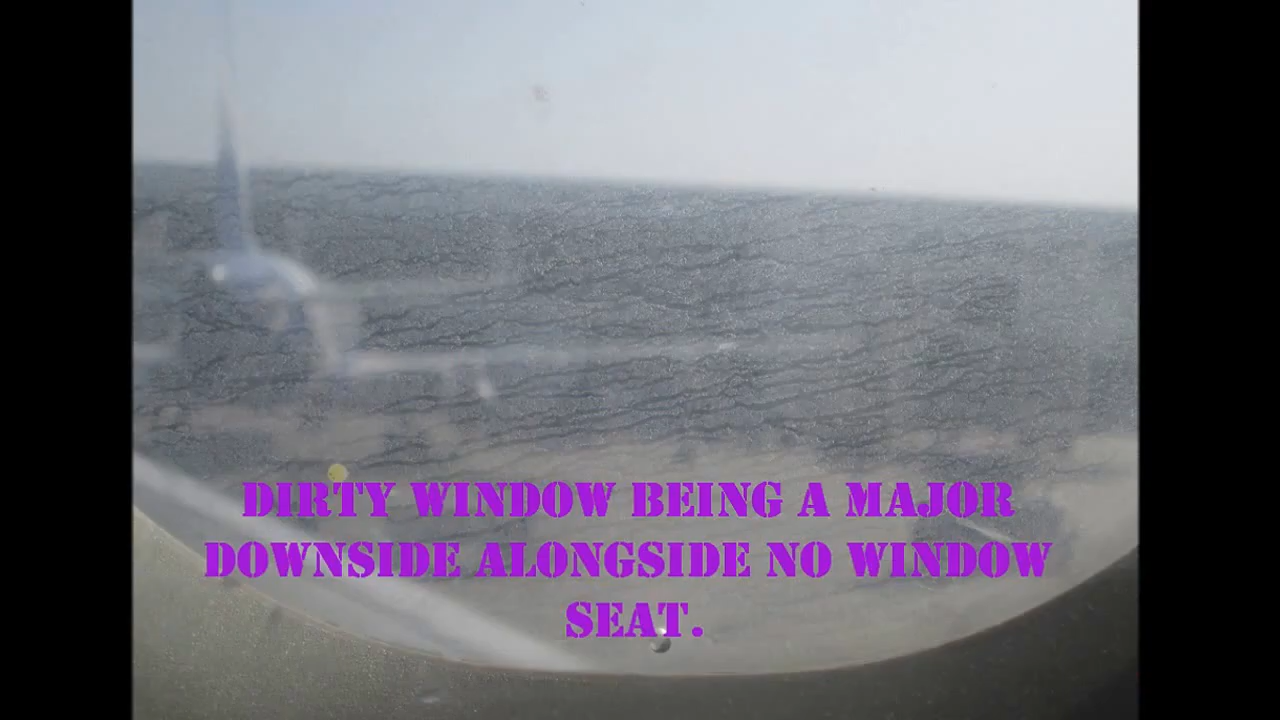 DIRTY WINDOW BEING A MAJOR
DOWNSIDE ALONGSIDE NO WINDOW
SEAT.